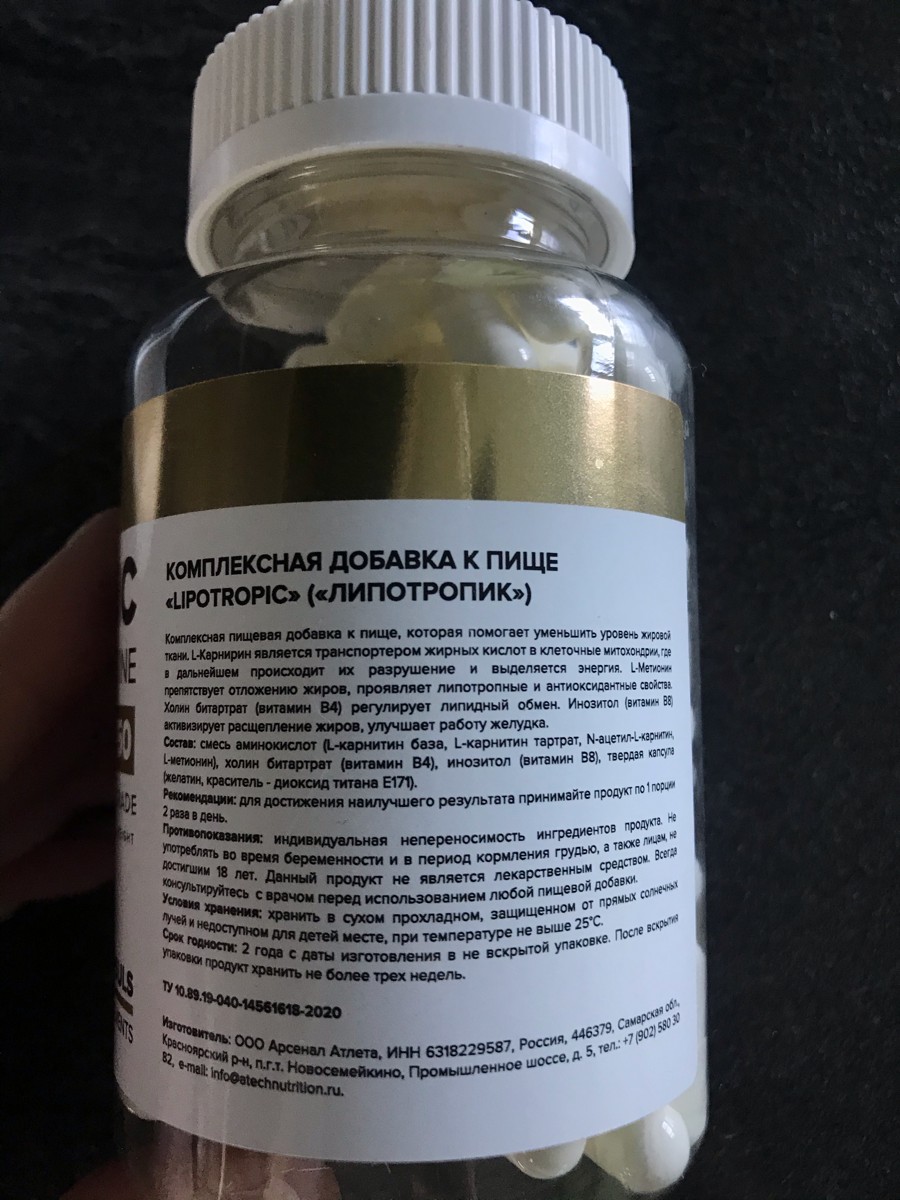 C
NE
КОМПЛЕКСНАЯ ДОБАВКА К ПИЩЕ
«LIPOTROPIC» («ЛИПОТРОПИК»)
Комплексная пищевая добавка к пище, которая помогает уменьшить уровень жировой
ткани. L-Карнирин является транспортером жирных кислот в клеточные митохондрии, где
в дальнейшем происходит их разрушение и выделяется энергия. L-Метионин
препятствует отложению жиров, проявляет липотропные и антиоксидантные свойства.
Холин битартрат (витамин В4) регулирует липидный обмен. Инозитол (витамин В8)
активизирует расщепление жиров, улучшает работу желудка.
Состав: смесь аминокислот (L-карнитин база, L-карнитин тартрат, N-ацетил-L-карнитин,
L-метионин), холин битартрат (витамин В4), инозитол (витамин В8), твердая капсула
(желатин, краситель - диоксид титана Е171).
Рекомендации: для достижения наилучшего результата принимайте продукт по 1 порции
2 раза в день.
Противопоказания: индивидуальная непереносимость ингредиентов продукта. Не
употреблять во время беременности и в период кормления грудью, а также лицам, не
достигшим 18 лет. Данный продукт не является лекарственным средством. Всегда
консультируйтесь с врачом перед использованием любой пищевой добавки.
Условия хранения: хранить в сухом прохладном, защищенном от прямых солнечных
лучей и недоступном для детей месте, при температуре не выше 25°С.
Срок годности: 2 года с даты изготовления в не вскрытой упаковке. После вскрытия
упаковки продукт хранить не более трех недель.
ТУ 10.89.19-040-14561618-2020
Изготовитель: ООО Арсенал Атлета, ИНН 6318229587, Россия, 446379, Самарская обл.,
Красноярский р-н, п.г.т. Новосемейкино, Промышленное шоссе, д. 5, тел.: +7 (902) 580 30
82, e-mail: info@atechnutrition.ru.